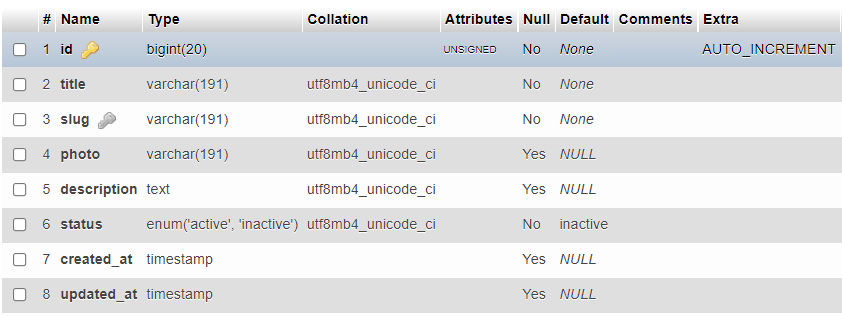 # Name Type Collation Attributes Null Default Comments Extra
1 id bigint(20) UNSIGNED No None AUTO_INCREMENT
2 title varchar(191) utf8mb4_unicode_ci No None
3 slug varchar(191) utf8mb4_unicode_ci No None
4 photo varchar(191) utf8mb4_unicode_ci Yes NULL
5 description text utf8mb4_unicode_ci Yes NULL
6 status enum('active', 'inactive') utf8mb4_unicode_ci No inactive
7 created_at timestamp Yes NULL
8 updated_at timestamp Yes NULL